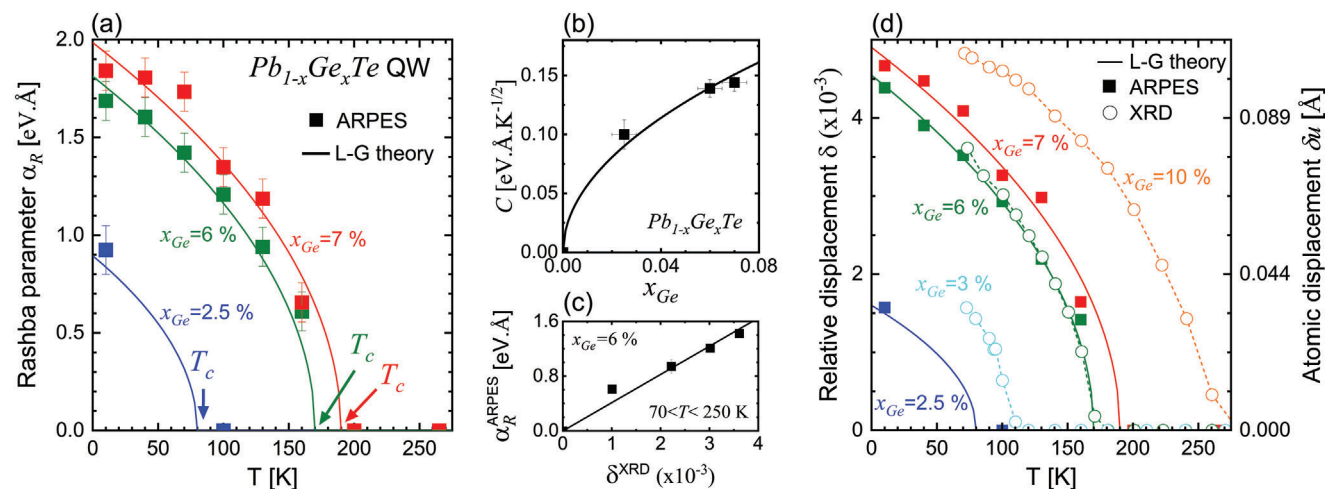 (a)
Pb1-xGexTe QW
ARPES
L-G theory
xGe=7 %
xGe=6 %
xGe=2.5 %
Tc
Tc
Tc
Rashba parameter αR [eV.Å]
2.0
1.5
1.0
0.5
0.0
0 50 100 150 200 250
T [K]
(b)
C [eV.Å.K-1/2]
0.15
0.10
0.05
0.00
0.00 0.04 0.08
xGe
Pb1-xGexTe
(c)
xGe=6 %
70<T< 250 K
αRARPES [eV.Å]
1.6
0.8
0.0
0 1 2 3 4
δXRD (x10-3)
(d)
L-G theory
ARPES
XRD
xGe=7 %
xGe=10 %
xGe=6 %
xGe=3 %
xGe=2.5 %
Relative displacement δ (x10-3)
4
2
0
0 50 100 150 200 250
T [K]
Atomic displacement δu [Å]
0.089
0.044
0.000